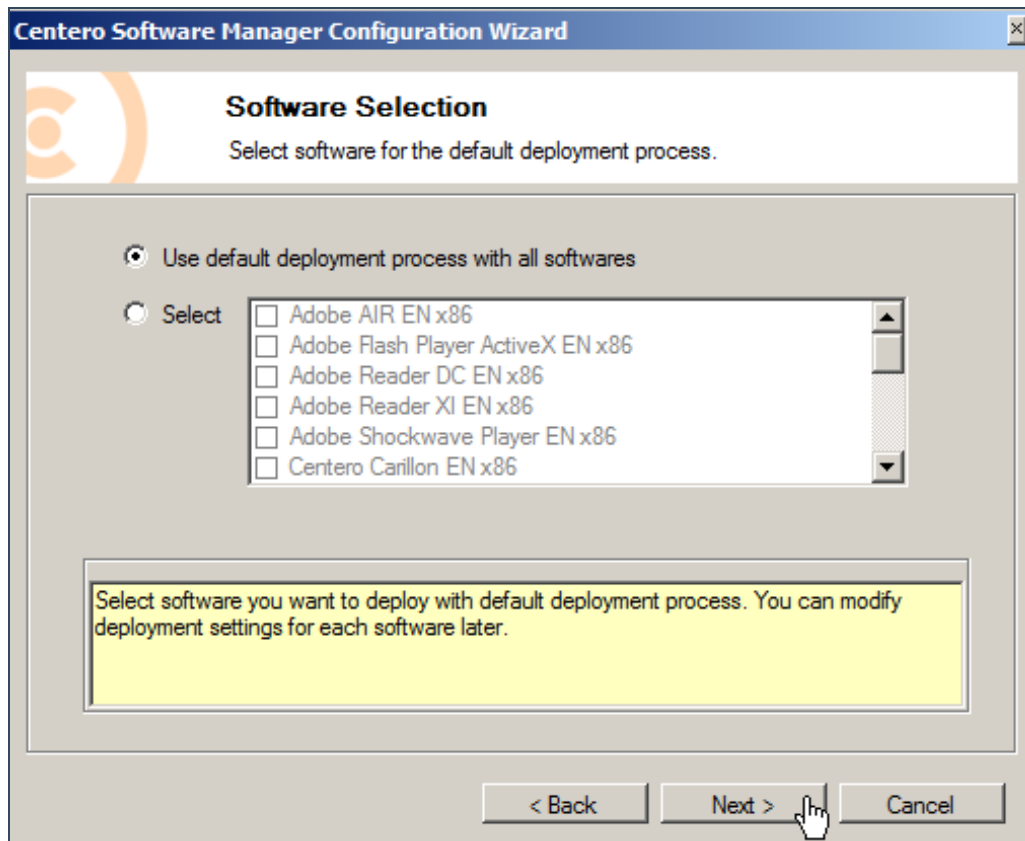 Centero Software Manager Configuration Wizard
Software Selection
Select software for the default deployment process.
Use default deployment process with all softwares
Select
Adobe AIR EN x86
Adobe Flash Player ActiveX EN x86
Adobe Reader DC EN x86
Adobe Reader XI EN x86
Adobe Shockwave Player EN x86
Centero Carillon EN x86
Select software you want to deploy with default deployment process. You can modify
deployment settings for each software later.
< Back
Next >
Cancel